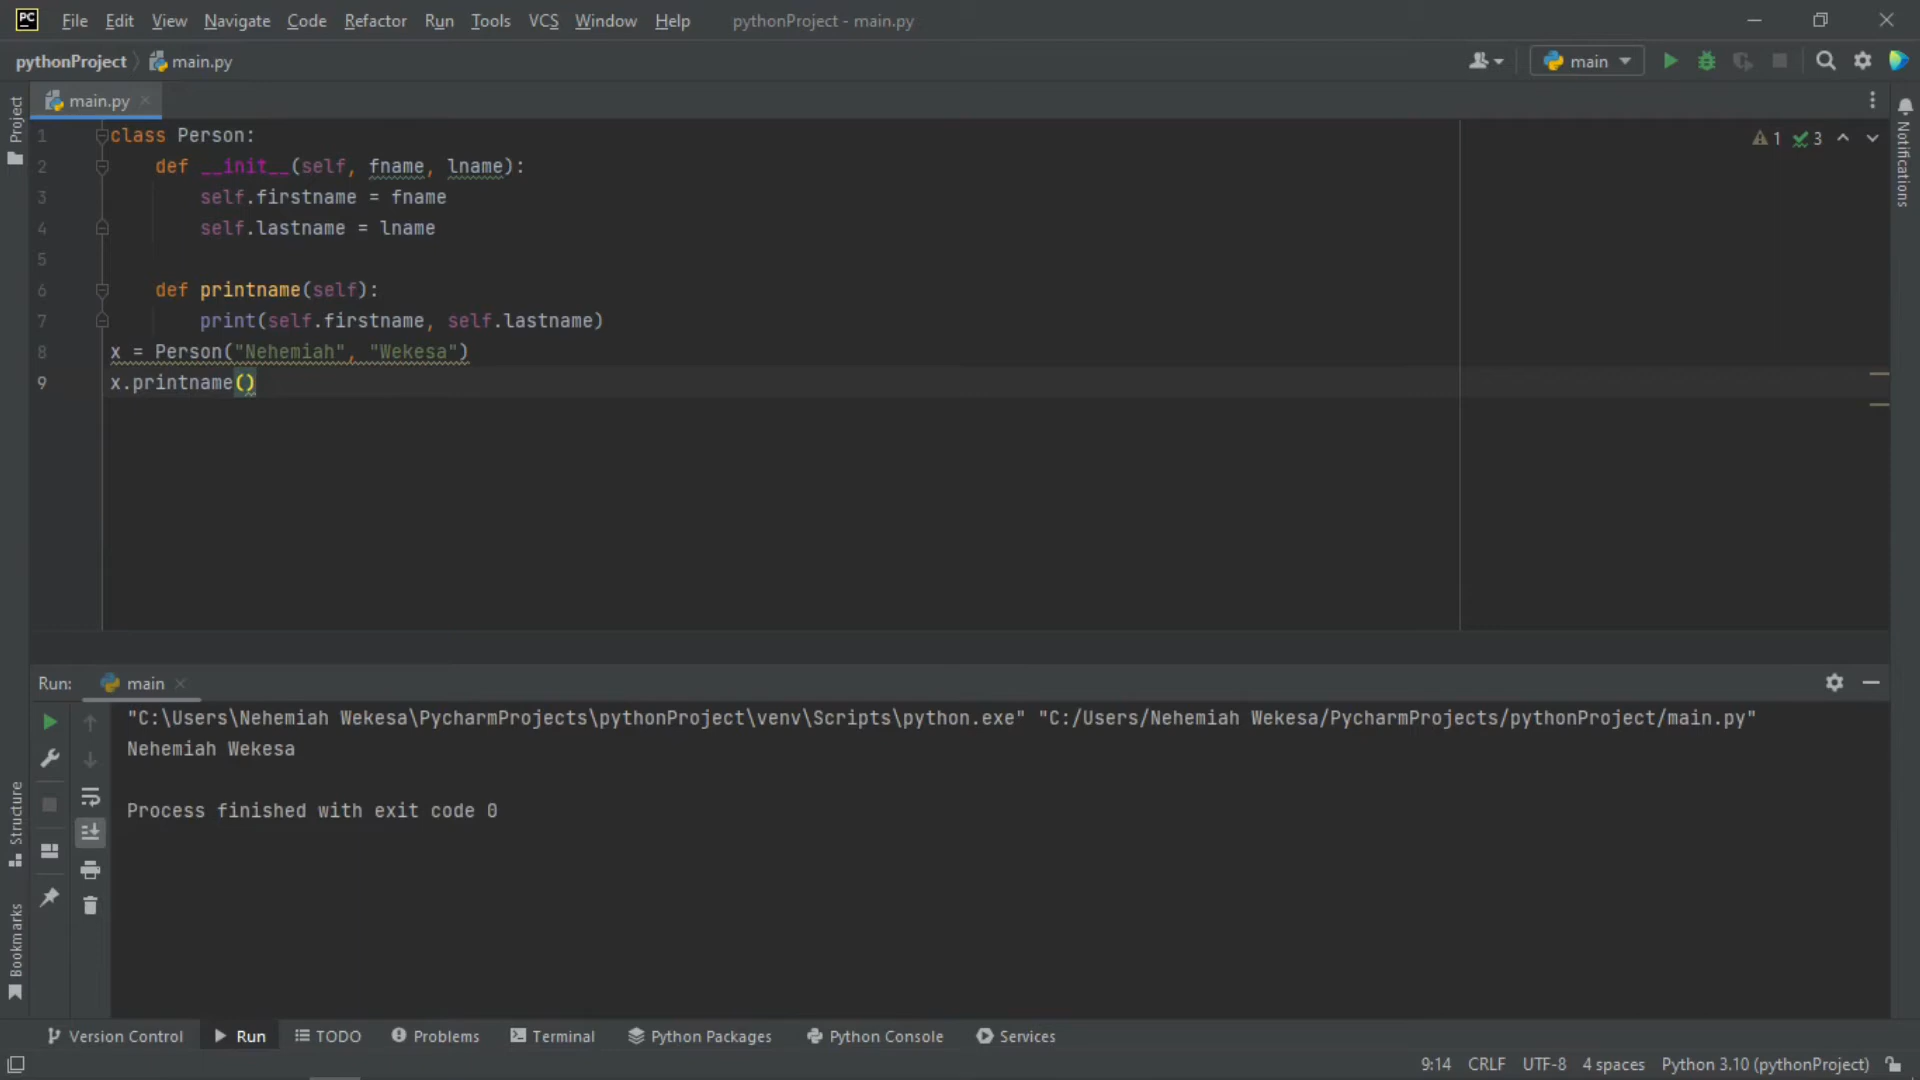 PC File Edit View Navigate Code Refactor Run Tools VCS Window Help pythonProject - main.py
pythonProject main.py main
main.py
Project
Notifications
1 class Person: 1 3
2 def __init__(self, fname, lname):
3 self.firstname = fname
4 self.lastname = lname
5
6 def printname(self):
7 print(self.firstname, self.lastname)
8 x = Person("Nehemiah", "Wekesa")
9 x.printname()
Run: main
"C:\Users\Nehemiah Wekesa\PycharmProjects\pythonProject\venv\Scripts\python.exe" "C:/Users/Nehemiah Wekesa/PycharmProjects/pythonProject/main.py"
Nehemiah Wekesa
Process finished with exit code 0
Structure
Bookmarks
Version Control Run TODO Problems Terminal Python Packages Python Console Services
9:14 CRLF UTF-8 4 spaces Python 3.10 (pythonProject)